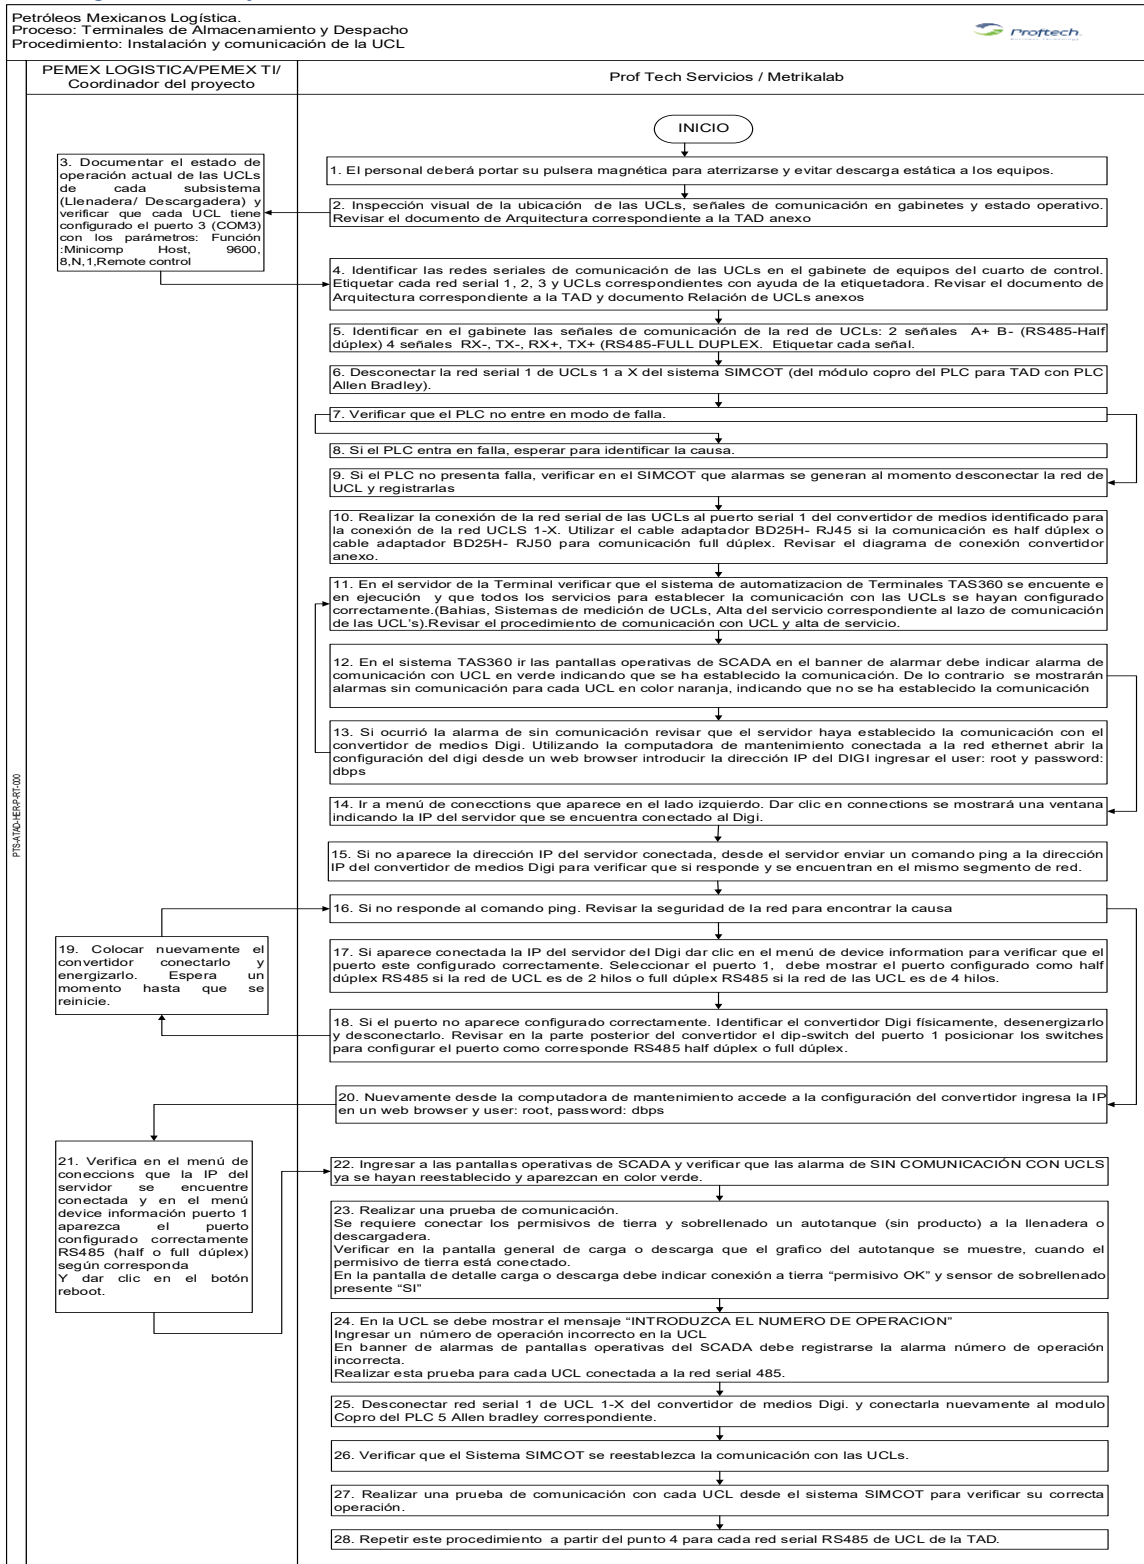 Petróleos Mexicanos Logística.
Proceso: Terminales de Almacenamiento y Despacho
Procedimiento: Instalación y comunicación de la UCL
Proftech
PEMEX LOGISTICA/PEMEX TI/
Coordinador del proyecto
Prof Tech Servicios / Metrikalab
INICIO
1. El personal deberá portar su pulsera magnética para aterrizarse y evitar descarga estática a los equipos.
2. Inspección visual de la ubicación de las UCLs, señales de comunicación en gabinetes y estado operativo.
Revisar el documento de Arquitectura correspondiente a la TAD anexo
3. Documentar el estado de
operación actual de las UCLs
de cada subsistema
(Llenadera/ Descargadera) y
verificar que cada UCL tiene
configurado el puerto 3 (COM3)
con los parámetros: Función
:Minicomp Host, 9600,
8,N,1,Remote control
4. Identificar las redes seriales de comunicación de las UCLs en el gabinete de equipos del cuarto de control.
Etiquetar cada red serial 1, 2, 3 y UCLs correspondientes con ayuda de la etiquetadora. Revisar el documento de
Arquitectura correspondiente a la TAD y documento Relación de UCLs anexos
5. Identificar en el gabinete las señales de comunicación de la red de UCLs: 2 señales A+ B- (RS485-Half
dúplex) 4 señales RX-, TX-, RX+, TX+ (RS485-FULL DUPLEX. Etiquetar cada señal.
6. Desconectar la red serial 1 de UCLs 1 a X del sistema SIMCOT (del módulo copro del PLC para TAD con PLC
Allen Bradley).
7. Verificar que el PLC no entre en modo de falla.
8. Si el PLC entra en falla, esperar para identificar la causa.
9. Si el PLC no presenta falla, verificar en el SIMCOT que alarmas se generan al momento desconectar la red de
UCL y registrarlas
10. Realizar la conexión de la red serial de las UCLs al puerto serial 1 del convertidor de medios identificado para
la conexión de la red UCLS 1-X. Utilizar el cable adaptador BD25H- RJ45 si la comunicación es half dúplex o
cable adaptador BD25H- RJ50 para comunicación full dúplex. Revisar el diagrama de conexión convertidor
anexo.
11. En el servidor de la Terminal verificar que el sistema de automatizacion de Terminales TAS360 se encuente e
en ejecución y que todos los servicios para establecer la comunicación con las UCLs se hayan configurado
correctamente.(Bahias, Sistemas de medición de UCLs, Alta del servicio correspondiente al lazo de comunicación
de las UCL's).Revisar el procedimiento de comunicación con UCL y alta de servicio.
12. En el sistema TAS360 ir las pantallas operativas de SCADA en el banner de alarmar debe indicar alarma de
comunicación con UCL en verde indicando que se ha establecido la comunicación. De lo contrario se mostrarán
alarmas sin comunicación para cada UCL en color naranja, indicando que no se ha establecido la comunicación
13. Si ocurrió la alarma de sin comunicación revisar que el servidor haya establecido la comunicación con el
convertidor de medios Digi. Utilizando la computadora de mantenimiento conectada a la red ethernet abrir la
configuración del digi desde un web browser introducir la dirección IP del DIGI ingresar el user: root y password:
dbps
14. Ir a menú de conecctions que aparece en el lado izquierdo. Dar clic en connections se mostrará una ventana
indicando la IP del servidor que se encuentra conectado al Digi.
15. Si no aparece la dirección IP del servidor conectada, desde el servidor enviar un comando ping a la dirección
IP del convertidor de medios Digi para verificar que si responde y se encuentran en el mismo segmento de red.
16. Si no responde al comando ping. Revisar la seguridad de la red para encontrar la causa
17. Si aparece conectada la IP del servidor del Digi dar clic en el menú de device information para verificar que el
puerto este configurado correctamente. Seleccionar el puerto 1, debe mostrar el puerto configurado como half
dúplex RS485 si la red de UCL es de 2 hilos o full dúplex RS485 si la red de las UCL es de 4 hilos.
18. Si el puerto no aparece configurado correctamente. Identificar el convertidor Digi físicamente, desenergizarlo
y desconectarlo. Revisar en la parte posterior del convertidor el dip-switch del puerto 1 posicionar los switches
para configurar el puerto como corresponde RS485 half dúplex o full dúplex.
19. Colocar nuevamente el
convertidor conectarlo y
energizarlo. Espera un
momento hasta que se
reinicie.
20. Nuevamente desde la computadora de mantenimiento accede a la configuración del convertidor ingresa la IP
en un web browser y user: root, password: dbps
21. Verifica en el menú de
coneccions que la IP del
servidor se encuentre
conectada y en el menú
device información puerto 1
aparezca el puerto
configurado correctamente
RS485 (half o full dúplex)
según corresponda
Y dar clic en el botón
reboot.
22. Ingresar a las pantallas operativas de SCADA y verificar que las alarma de SIN COMUNICACIÓN CON UCLS
ya se hayan reestablecido y aparezcan en color verde.
23. Realizar una prueba de comunicación.
Se requiere conectar los permisivos de tierra y sobrellenado un autotanque (sin producto) a la llenadera o
descargadera.
Verificar en la pantalla general de carga o descarga que el grafico del autotanque se muestre, cuando el
permisivo de tierra está conectado.
En la pantalla de detalle carga o descarga debe indicar conexión a tierra “permisivo OK” y sensor de sobrellenado
presente “SI”
24. En la UCL se debe mostrar el mensaje “INTRODUZCA EL NUMERO DE OPERACION”
Ingresar un número de operación incorrecto en la UCL
En banner de alarmas de pantallas operativas del SCADA debe registrarse la alarma número de operación
incorrecta.
Realizar esta prueba para cada UCL conectada a la red serial 485.
25. Desconectar red serial 1 de UCL 1-X del convertidor de medios Digi. y conectarla nuevamente al modulo
Copro del PLC 5 Allen bradley correspondiente.
26. Verificar que el Sistema SIMCOT se reestablezca la comunicación con las UCLs.
27. Realizar una prueba de comunicación con cada UCL desde el sistema SIMCOT para verificar su correcta
operación.
28. Repetir este procedimiento a partir del punto 4 para cada red serial RS485 de UCL de la TAD.
PTS-ATAD-HER-P-RT-000